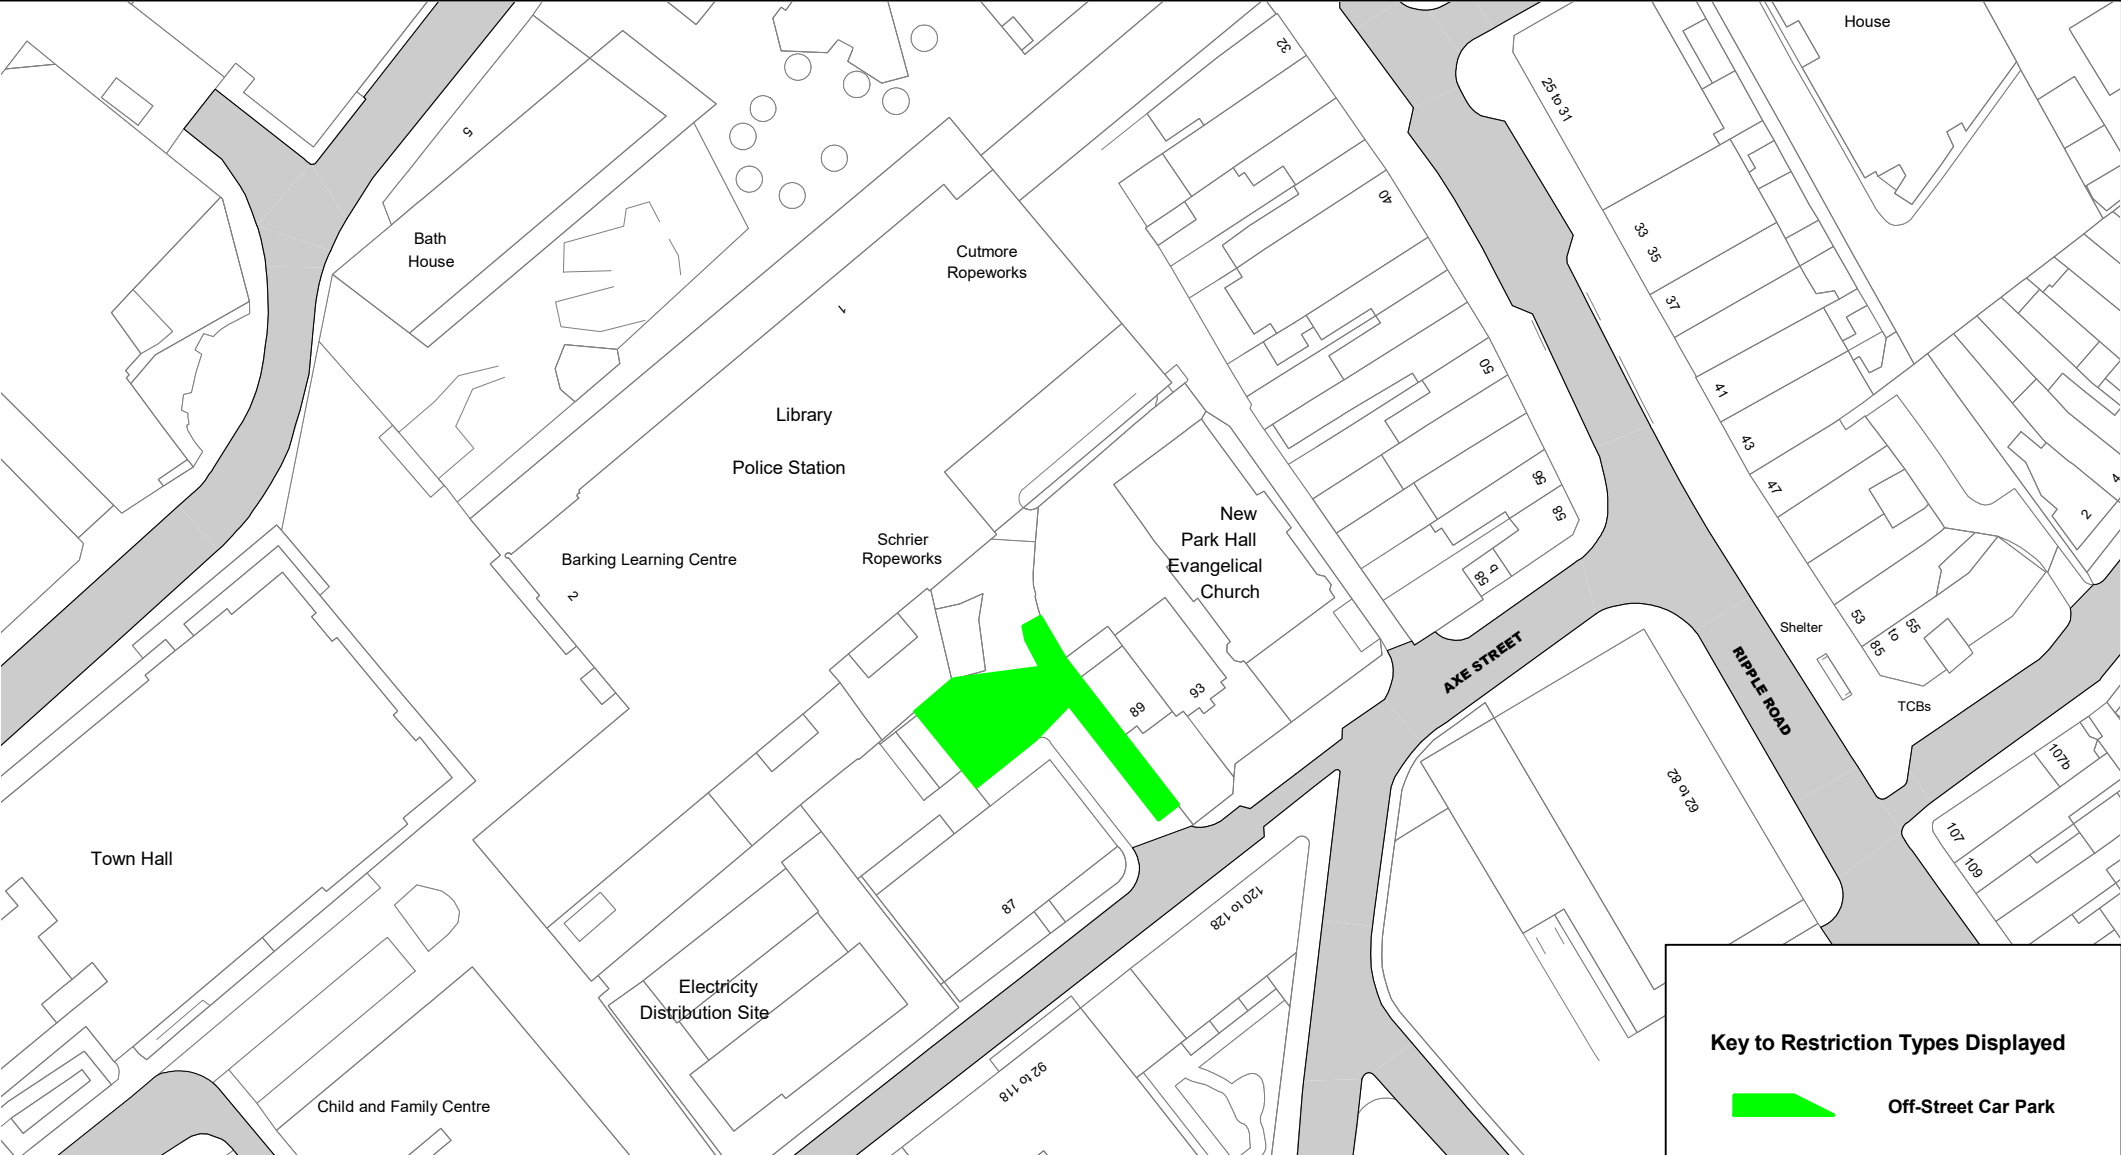 House
32
25 to 31
5
40
33
35
Bath
House
Cutmore
Ropeworks
1
37
50
41
Library
43
Police Station
47
56
58
New
Park Hall
Evangelical
Church
Schrier
Ropeworks
Barking Learning Centre
2
58 b
2
4
53
55
to
85
Shelter
AXE STREET
RIPPLE ROAD
TCBs
89
93
107b
62 to 82
107
109
Town Hall
87
120 to 128
Electricity
Distribution Site
92 to 118
Child and Family Centre
Key to Restriction Types Displayed
Off-Street Car Park